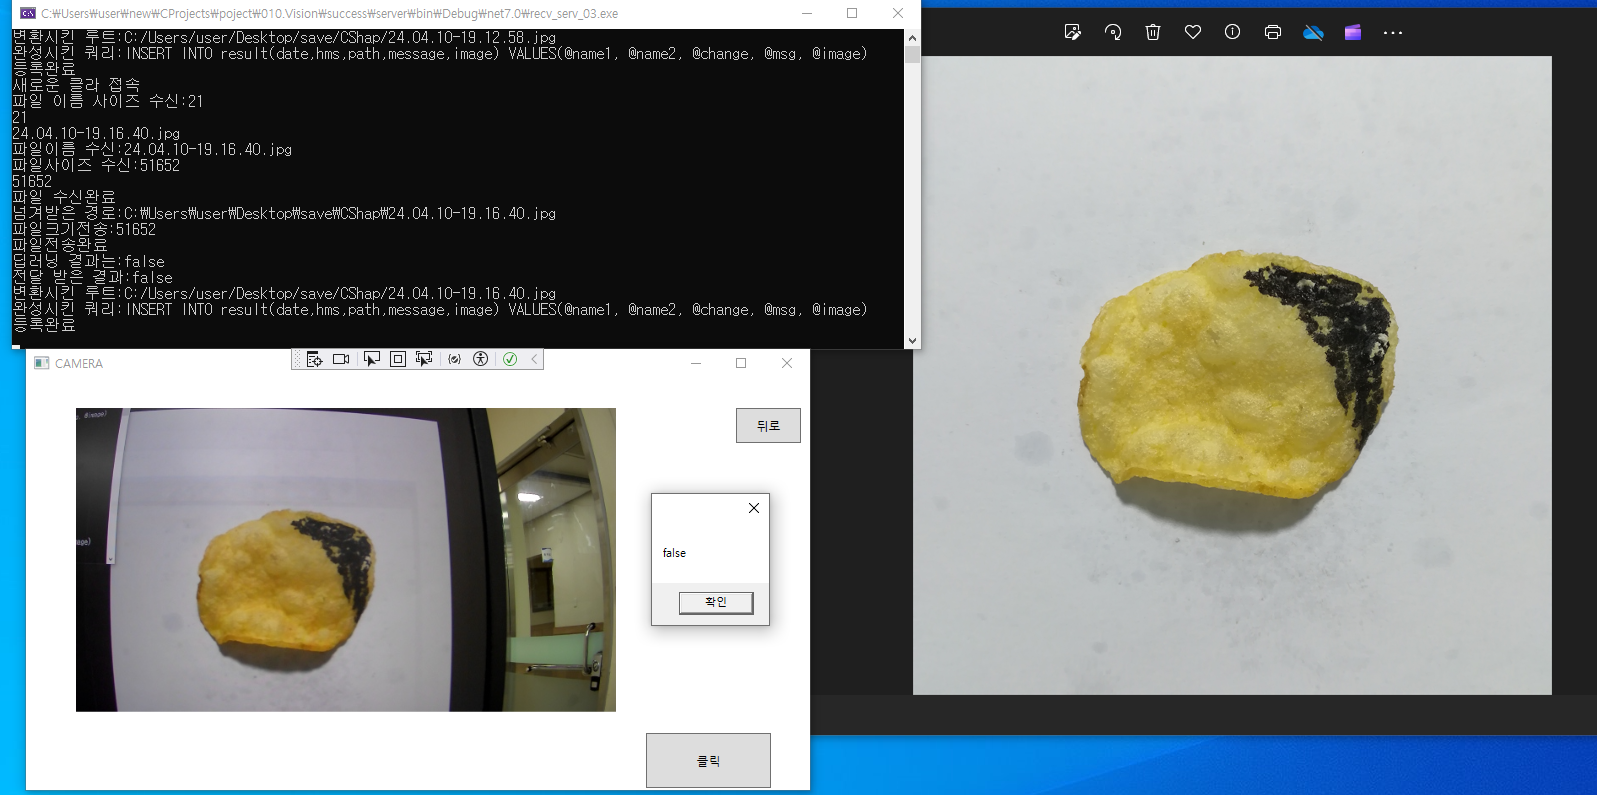 C:₩Users₩user₩new₩CProjects₩poject₩010.Vision₩success₩server₩bin₩Debug₩net7.0₩recv_serv_03.exe
변환시킨 루트:C:/Users/user/Desktop/save/CShap/24.04.10-19.12.58.jpg
완성시킨 쿼리:INSERT INTO result(date,hms,path,message,image) VALUES(@name1, @name2, @change, @msg, @image)
등록완료
새로운 클라 접속
파일 이름 사이즈 수신:21
21
24.04.10-19.16.40.jpg
파일이름 수신:24.04.10-19.16.40.jpg
파일사이즈 수신:51652
51652
파일 수신완료
넘겨받은 경로:C:₩Users₩user₩Desktop₩save₩CShap₩24.04.10-19.16.40.jpg
파일크기전송:51652
파일전송완료
딥러닝 결과는:false
전달 받은 결과:false
변환시킨 루트:C:/Users/user/Desktop/save/CShap/24.04.10-19.16.40.jpg
완성시킨 쿼리:INSERT INTO result(date,hms,path,message,image) VALUES(@name1, @name2, @change, @msg, @image)
등록완료
CAMERA
뒤로
false
확인
클릭